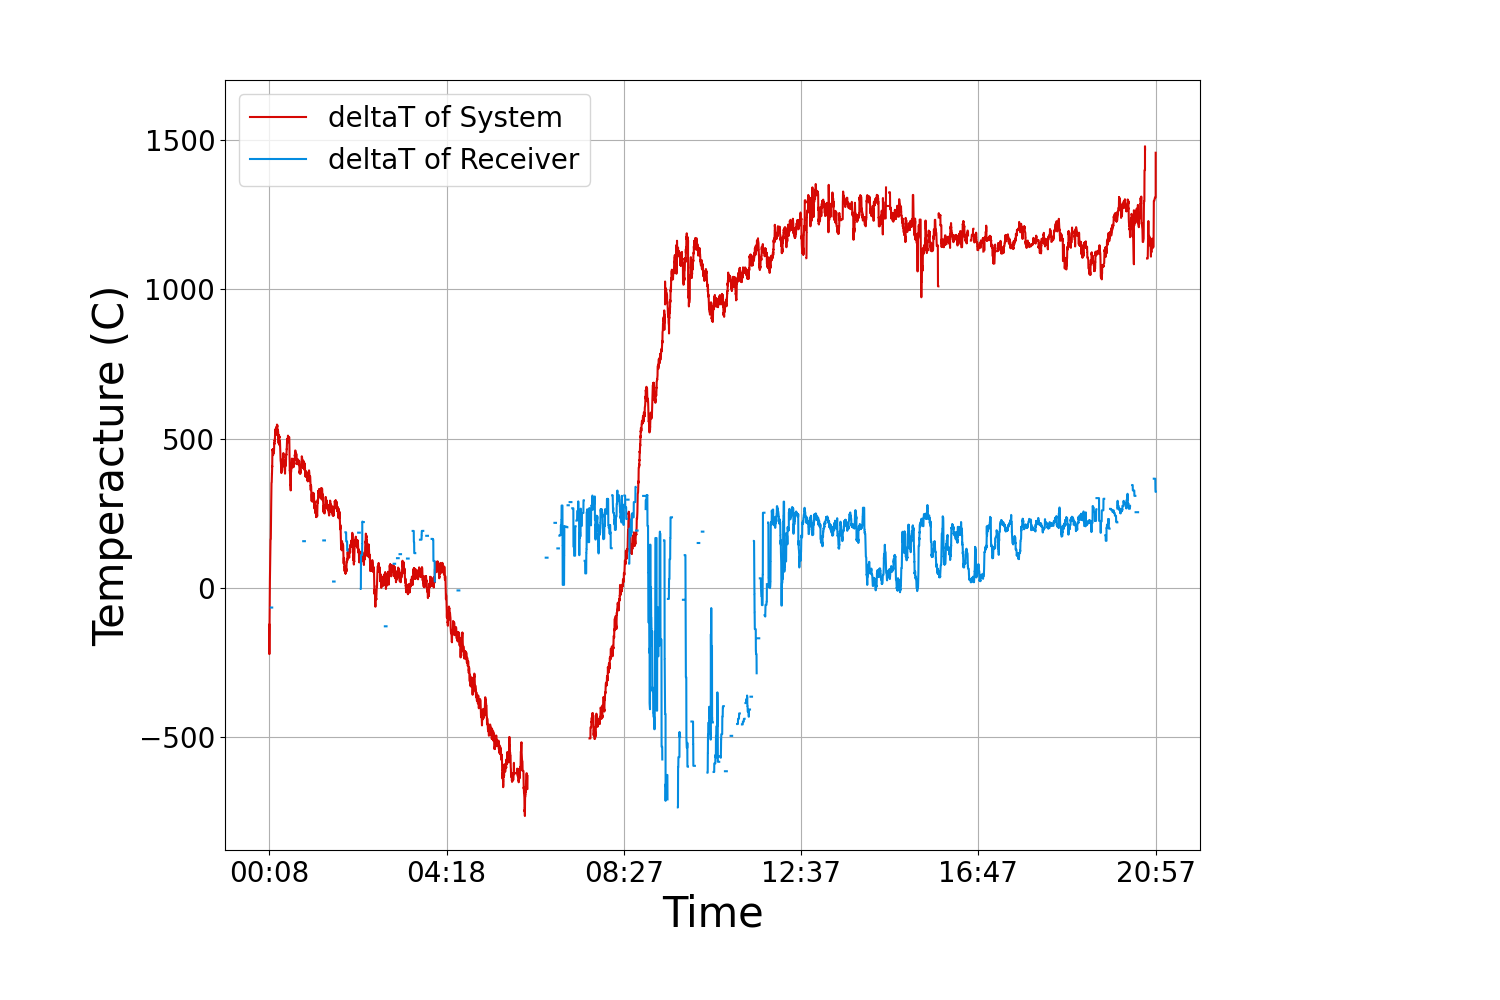 deltaT of System
deltaT of Receiver
Temperacture (C)
1500
1000
500
0
−500
00:08 04:18 08:27 12:37 16:47 20:57
Time